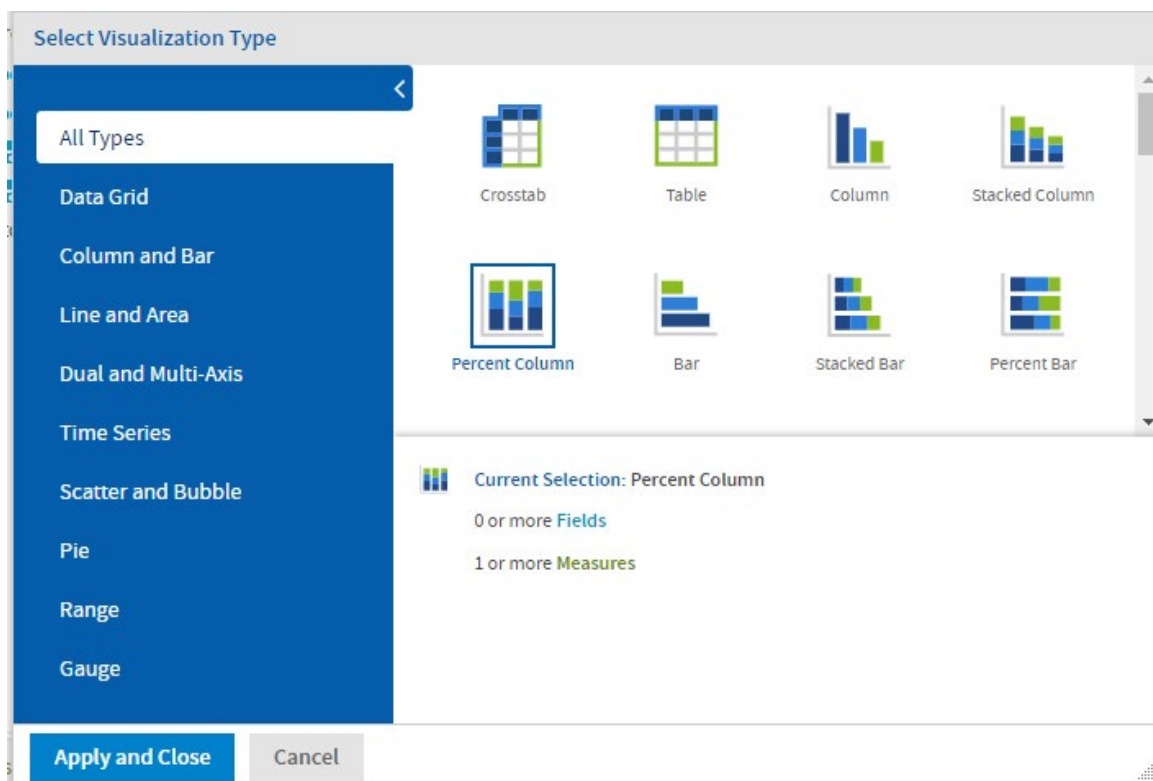 Select Visualization Type
All Types
Data Grid
Column and Bar
Line and Area
Dual and Multi-Axis
Time Series
Scatter and Bubble
Pie
Range
Gauge
Crosstab
Table
Column
Stacked Column
Percent Column
Bar
Stacked Bar
Percent Bar
Current Selection: Percent Column
0 or more Fields
1 or more Measures
Apply and Close
Cancel